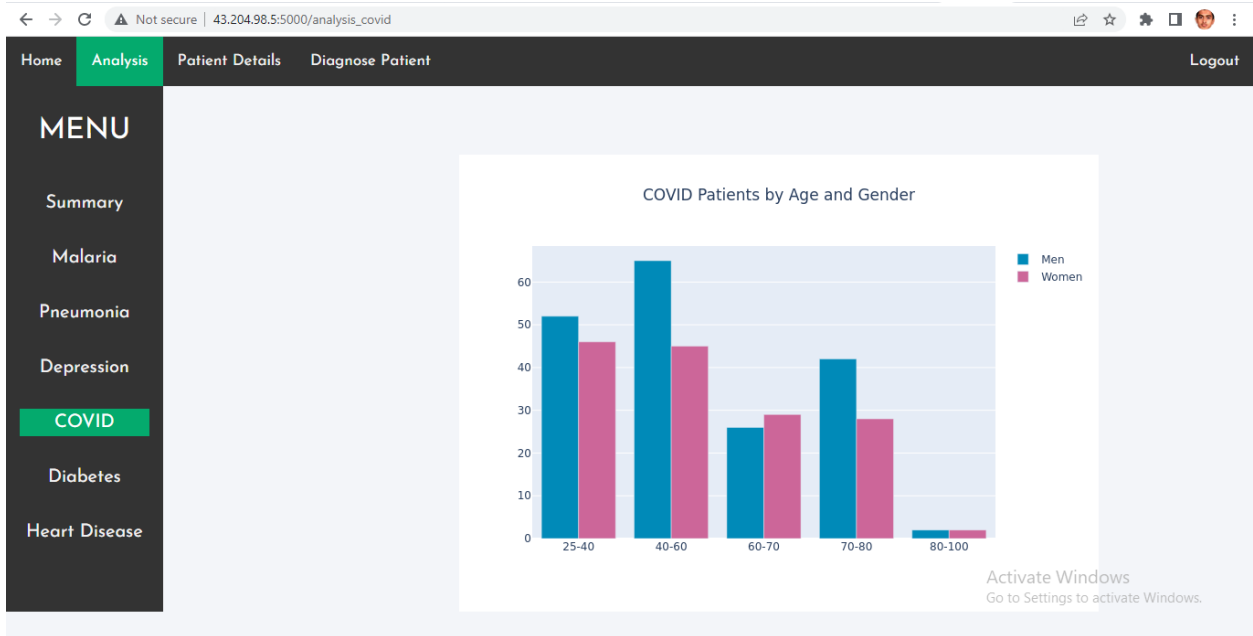 Not secure | 43.204.98.5:5000/analysis_covid
Home Analysis Patient Details Diagnose Patient Logout
MENU
Summary
Malaria
Pneumonia
Depression
COVID
Diabetes
Heart Disease
COVID Patients by Age and Gender
Men
Women
60
50
40
30
20
10
0
25-40 40-60 60-70 70-80 80-100
Activate Windows
Go to Settings to activate Windows.